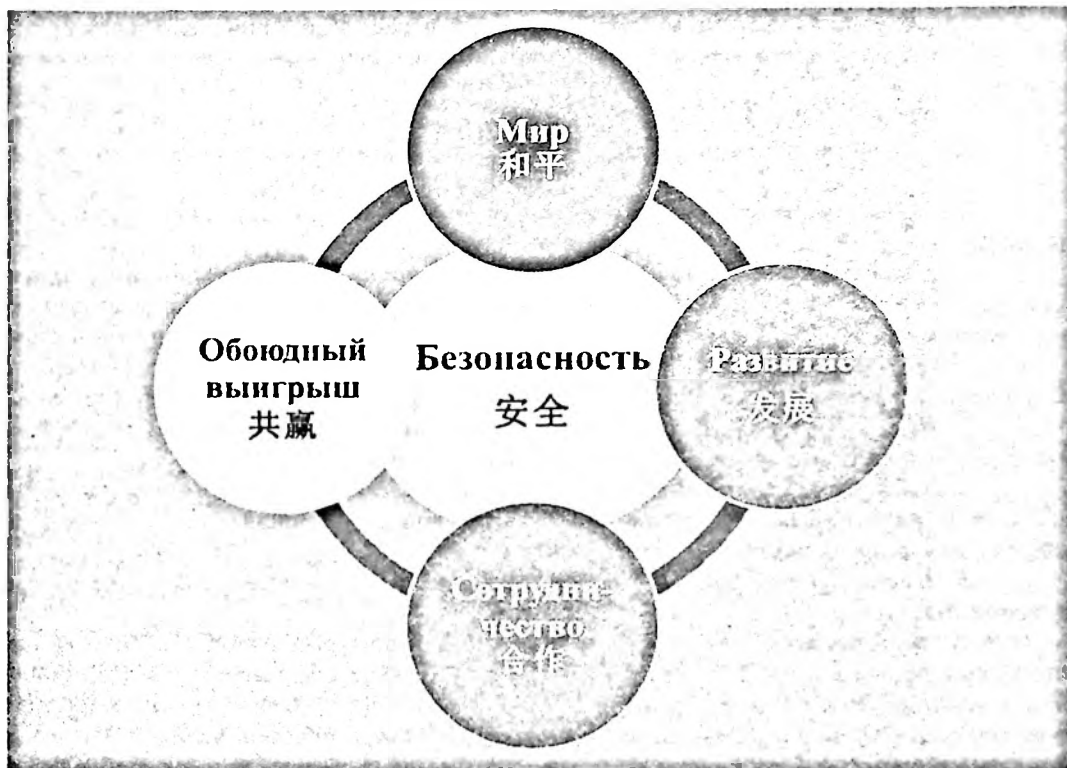 Мир
和平
Обоюдный
выигрыш
共赢
Безопасность
安全
Развитие
发展
Сотрудни-
чество
合作